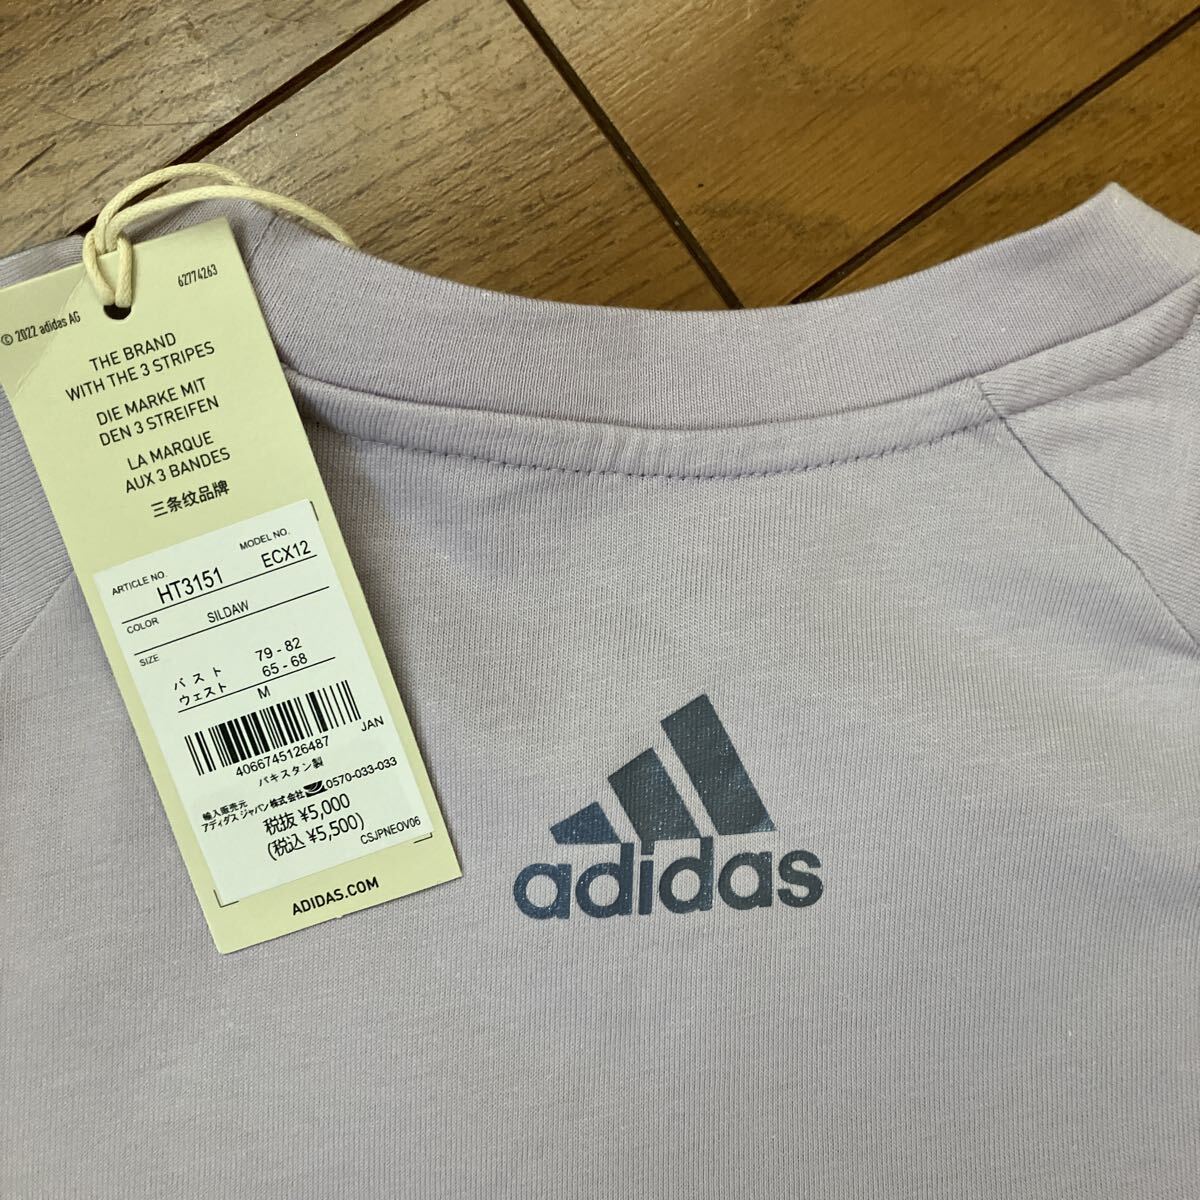 62774263
© 2022 adidas AG
THE BRAND
WITH THE 3 STRIPES
DIE MARKE MIT
DEN 3 STREIFEN
LA MARQUE
AUX 3 BANDES
三条纹品牌
ARTICLE NO. MODEL NO.
HT3151 ECX12
COLOR SILDAW
SIZE
バスト 79 - 82
ウェスト 65 - 68
M
JAN
4066745126487
パキスタン製
輸入販売元
アディダス ジャパン株式会社 0570-033-033
税抜 ¥5,000
(税込 ¥5,500)
CSJPNEOV06
ADIDAS.COM
adidas